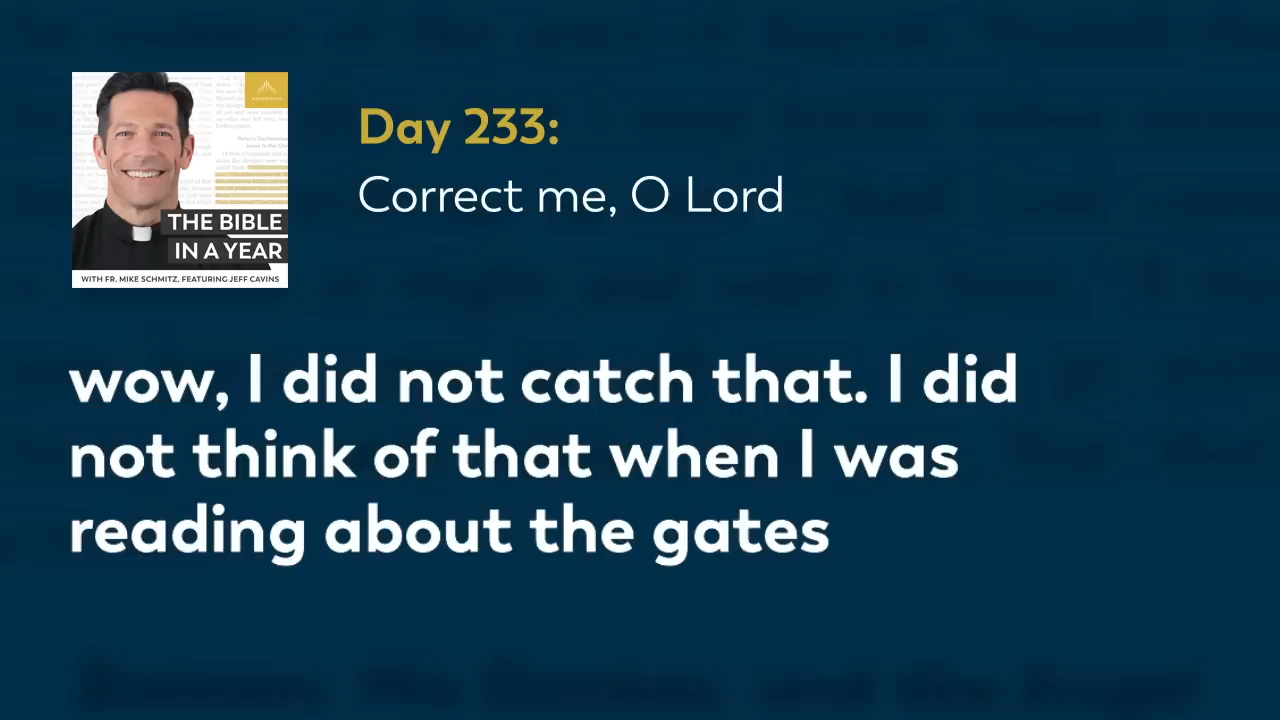 THE BIBLE
IN A YEAR
WITH FR. MIKE SCHMITZ, FEATURING JEFF CAVINS
Day 233:
Correct me, O Lord
wow, I did not catch that. I did
not think of that when I was
reading about the gates